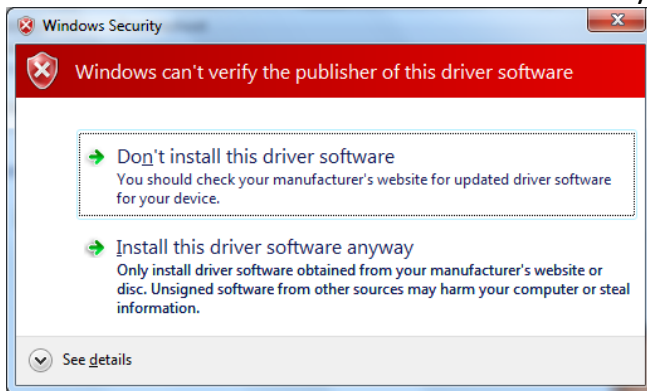 Windows Security
Windows can't verify the publisher of this driver software
Don't install this driver software
You should check your manufacturer's website for updated driver software
for your device.
Install this driver software anyway
Only install driver software obtained from your manufacturer's website or
disc. Unsigned software from other sources may harm your computer or steal
information.
See details